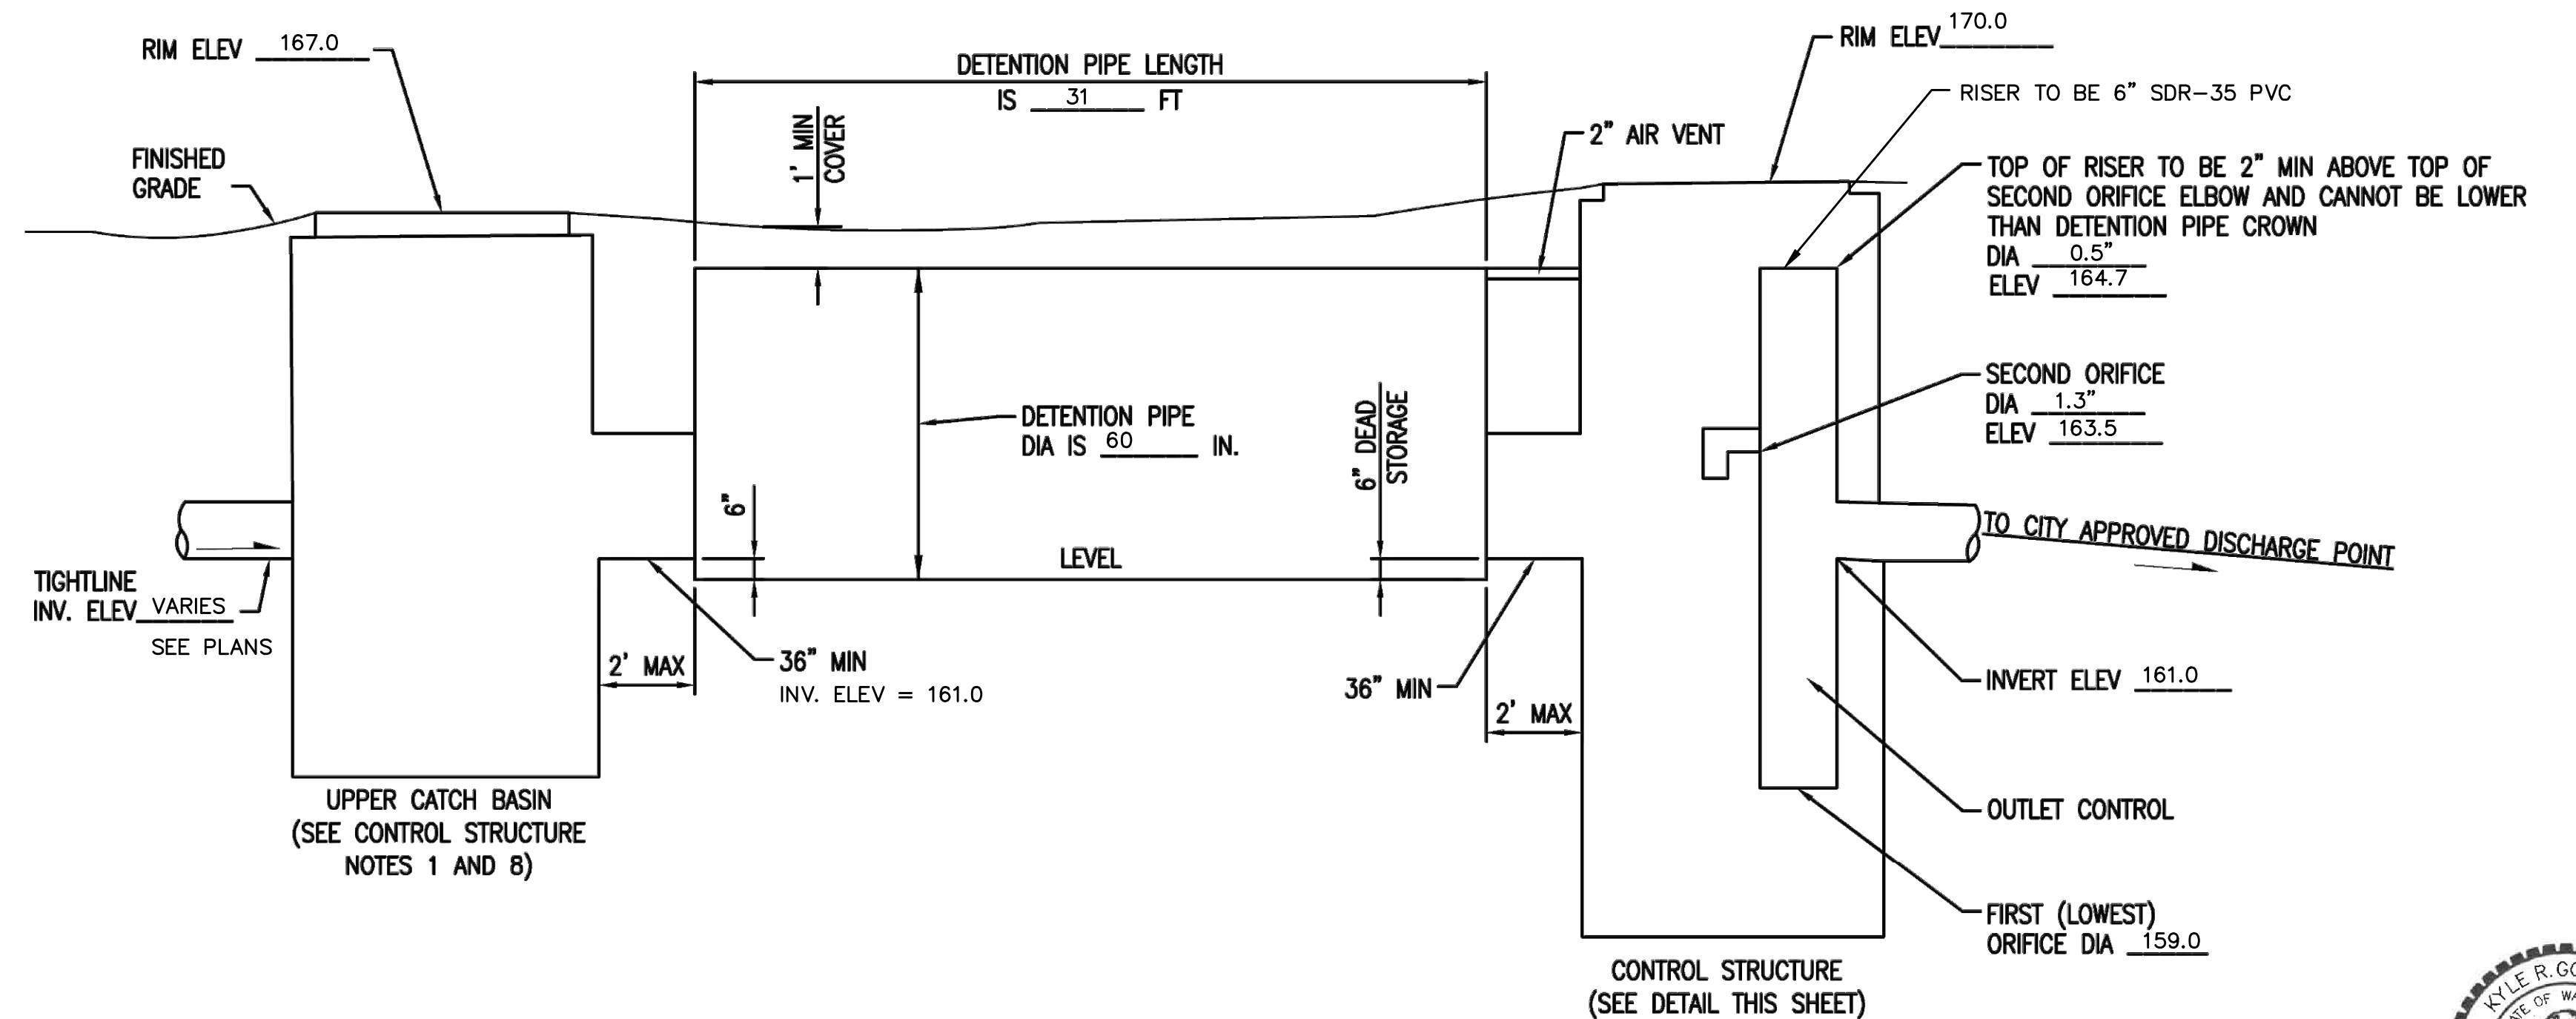 RIM ELEV 167.0
FINISHED
GRADE
DETENTION PIPE LENGTH
IS 31 FT
1' MIN
COVER
RIM ELEV 170.0
RISER TO BE 6" SDR-35 PVC
2" AIR VENT
TOP OF RISER TO BE 2" MIN ABOVE TOP OF
SECOND ORIFICE ELBOW AND CANNOT BE LOWER
THAN DETENTION PIPE CROWN
DIA 0.5"
ELEV 164.7
SECOND ORIFICE
DIA 1.3"
ELEV 163.5
DETENTION PIPE
DIA IS 60 IN.
6" DEAD
STORAGE
6"
LEVEL
TO CITY APPROVED DISCHARGE POINT
TIGHTLINE
INV. ELEV VARIES
SEE PLANS
2' MAX
36" MIN
INV. ELEV = 161.0
36" MIN
2' MAX
INVERT ELEV 161.0
OUTLET CONTROL
FIRST (LOWEST)
ORIFICE DIA 159.0
UPPER CATCH BASIN
(SEE CONTROL STRUCTURE
NOTES 1 AND 8)
CONTROL STRUCTURE
(SEE DETAIL THIS SHEET)
KYLE R.
OF